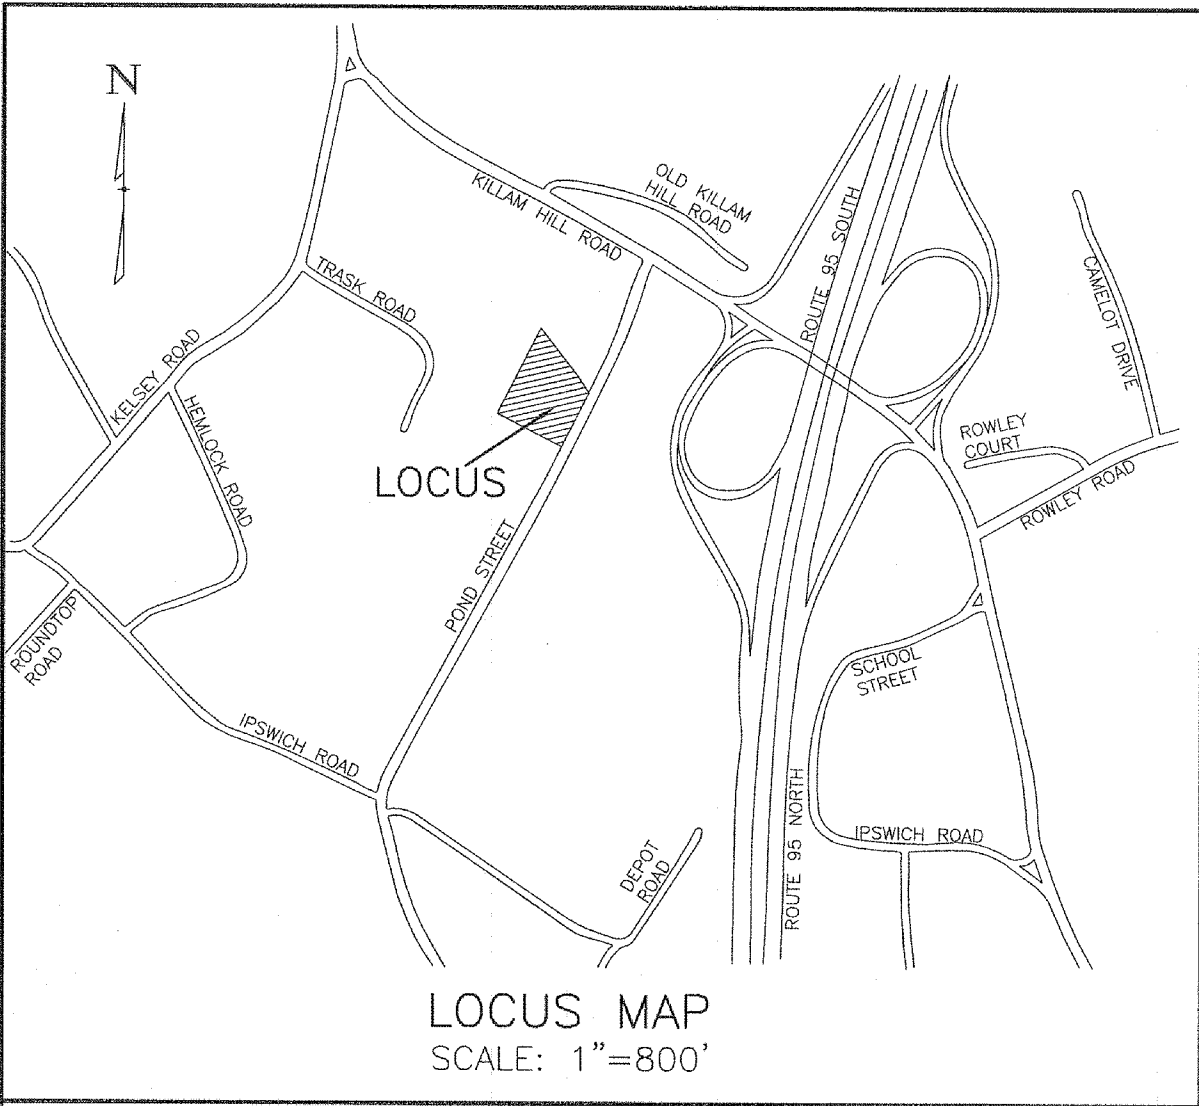 N
OLD KILLAM
HILL ROAD
KILLAM HILL ROAD
ROUTE 95 SOUTH
TRASK ROAD
CAMELOT DRIVE
KELSEY ROAD
HEMLOCK ROAD
ROWLEY
COURT
LOCUS
ROWLEY ROAD
POND STREET
ROUNDTOP
ROAD
SCHOOL
STREET
IPSWICH ROAD
ROUTE 95 NORTH
IPSWICH ROAD
DEPOT
ROAD
LOCUS MAP
SCALE: 1"=800'